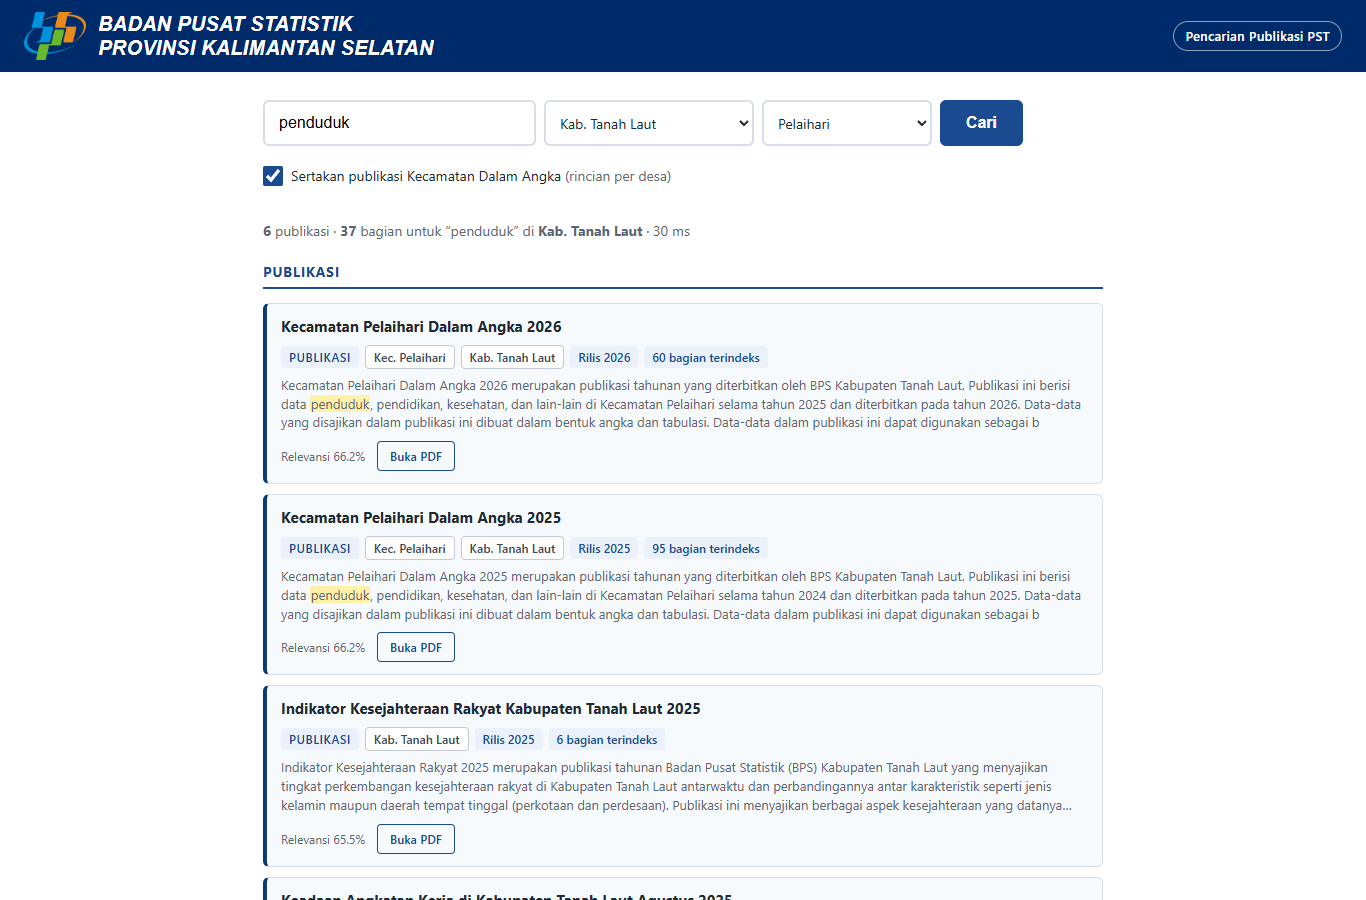 BADAN PUSAT STATISTIK
PROVINSI KALIMANTAN SELATAN
Pencarian Publikasi PST
penduduk
Kab. Tanah Laut
Pelaihari
Cari
Sertakan publikasi Kecamatan Dalam Angka (rincian per desa)
6 publikasi · 37 bagian untuk “penduduk” di Kab. Tanah Laut · 30 ms
PUBLIKASI
Kecamatan Pelaihari Dalam Angka 2026
PUBLIKASI Kec. Pelaihari Kab. Tanah Laut Rilis 2026 60 bagian terindeks
Kecamatan Pelaihari Dalam Angka 2026 merupakan publikasi tahunan yang diterbitkan oleh BPS Kabupaten Tanah Laut. Publikasi ini berisi
data penduduk, pendidikan, kesehatan, dan lain-lain di Kecamatan Pelaihari selama tahun 2025 dan diterbitkan pada tahun 2026. Data-data
yang disajikan dalam publikasi ini dibuat dalam bentuk angka dan tabulasi. Data-data dalam publikasi ini dapat digunakan sebagai b
Relevansi 66.2% Buka PDF
Kecamatan Pelaihari Dalam Angka 2025
PUBLIKASI Kec. Pelaihari Kab. Tanah Laut Rilis 2025 95 bagian terindeks
Kecamatan Pelaihari Dalam Angka 2025 merupakan publikasi tahunan yang diterbitkan oleh BPS Kabupaten Tanah Laut. Publikasi ini berisi
data penduduk, pendidikan, kesehatan, dan lain-lain di Kecamatan Pelaihari selama tahun 2024 dan diterbitkan pada tahun 2025. Data-data
yang disajikan dalam publikasi ini dibuat dalam bentuk angka dan tabulasi. Data-data dalam publikasi ini dapat digunakan sebagai b
Relevansi 66.2% Buka PDF
Indikator Kesejahteraan Rakyat Kabupaten Tanah Laut 2025
PUBLIKASI Kab. Tanah Laut Rilis 2025 6 bagian terindeks
Indikator Kesejahteraan Rakyat 2025 merupakan publikasi tahunan Badan Pusat Statistik (BPS) Kabupaten Tanah Laut yang menyajikan
tingkat perkembangan kesejahteraan rakyat di Kabupaten Tanah Laut antarwaktu dan perbandingannya antar karakteristik seperti jenis
kelamin maupun daerah tempat tinggal (perkotaan dan perdesaan). Publikasi ini menyajikan berbagai aspek kesejahteraan yang datanya...
Relevansi 65.5% Buka PDF
Keadaan Angkatan Kerja di Kabupaten Tanah Laut Agustus 2025